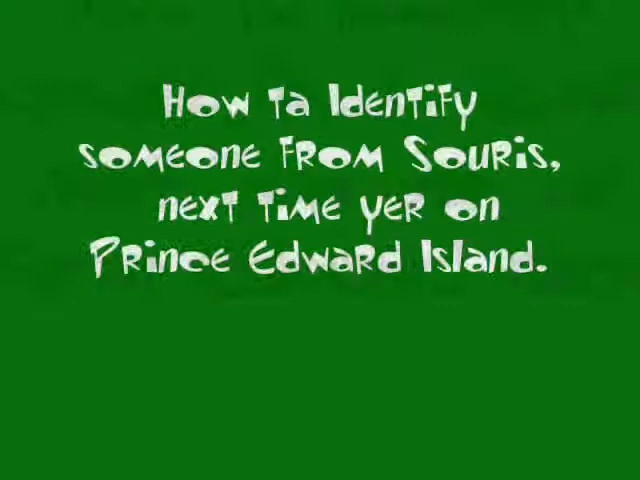 How ta Identify
someone from Souris,
next time yer on
Prince Edward Island.